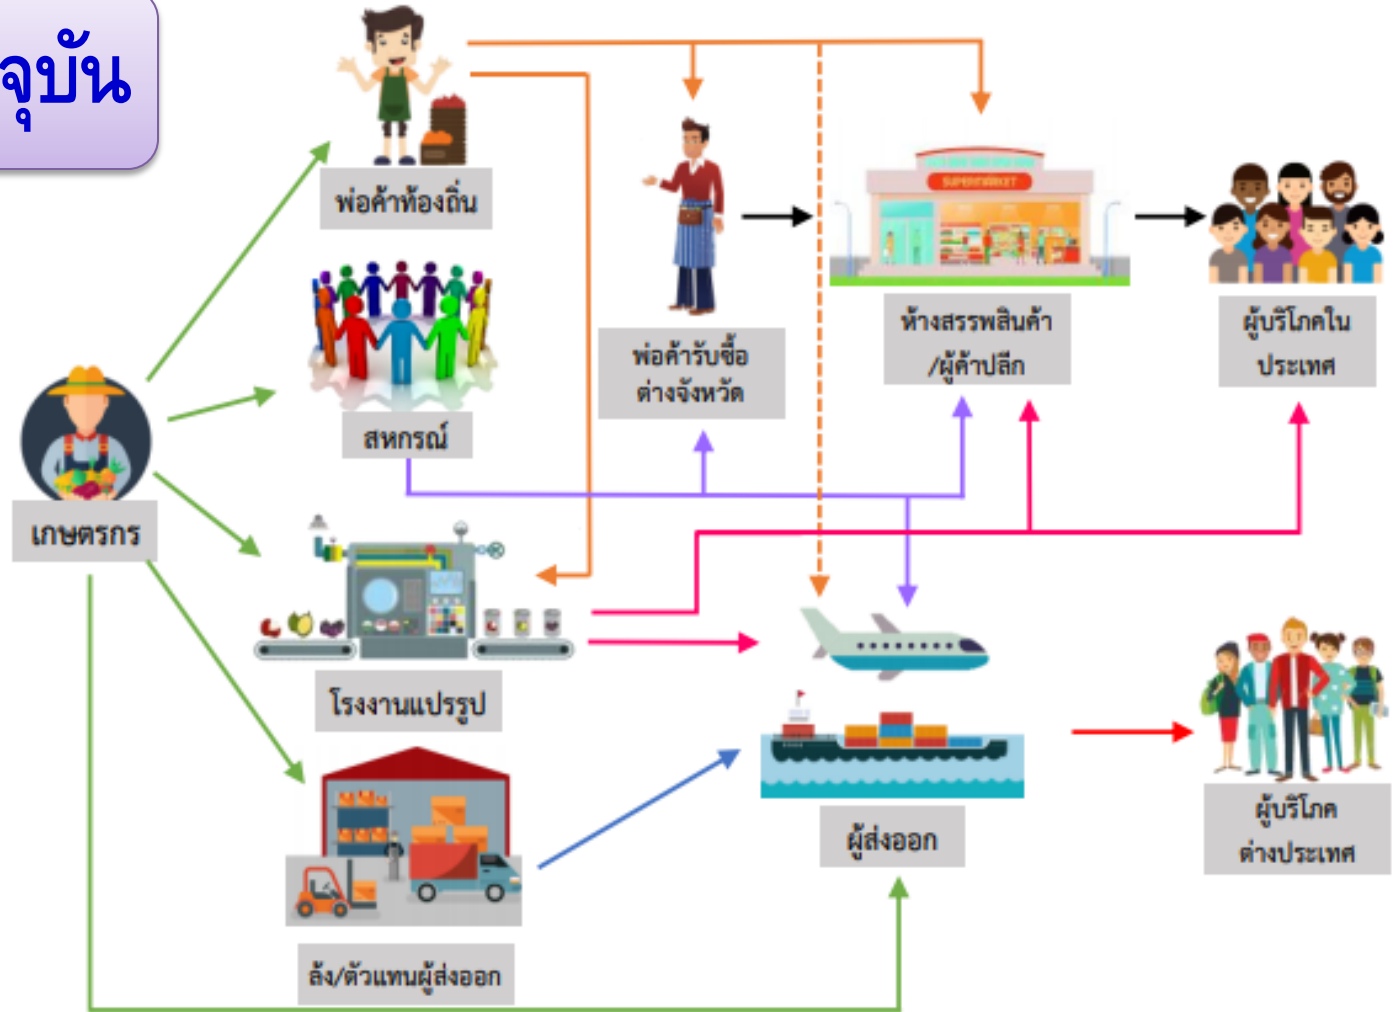 จุบัน
พ่อค้าท้องถิ่น
SUPERMARKET
พ่อค้ารับซื้อ
ต่างจังหวัด
ห้างสรรพสินค้า
/ผู้ค้าปลีก
ผู้บริโภคใน
ประเทศ
สหกรณ์
เกษตรกร
โรงงานแปรรูป
ผู้ส่งออก
ผู้บริโภค
ต่างประเทศ
ล้ง/ตัวแทนผู้ส่งออก